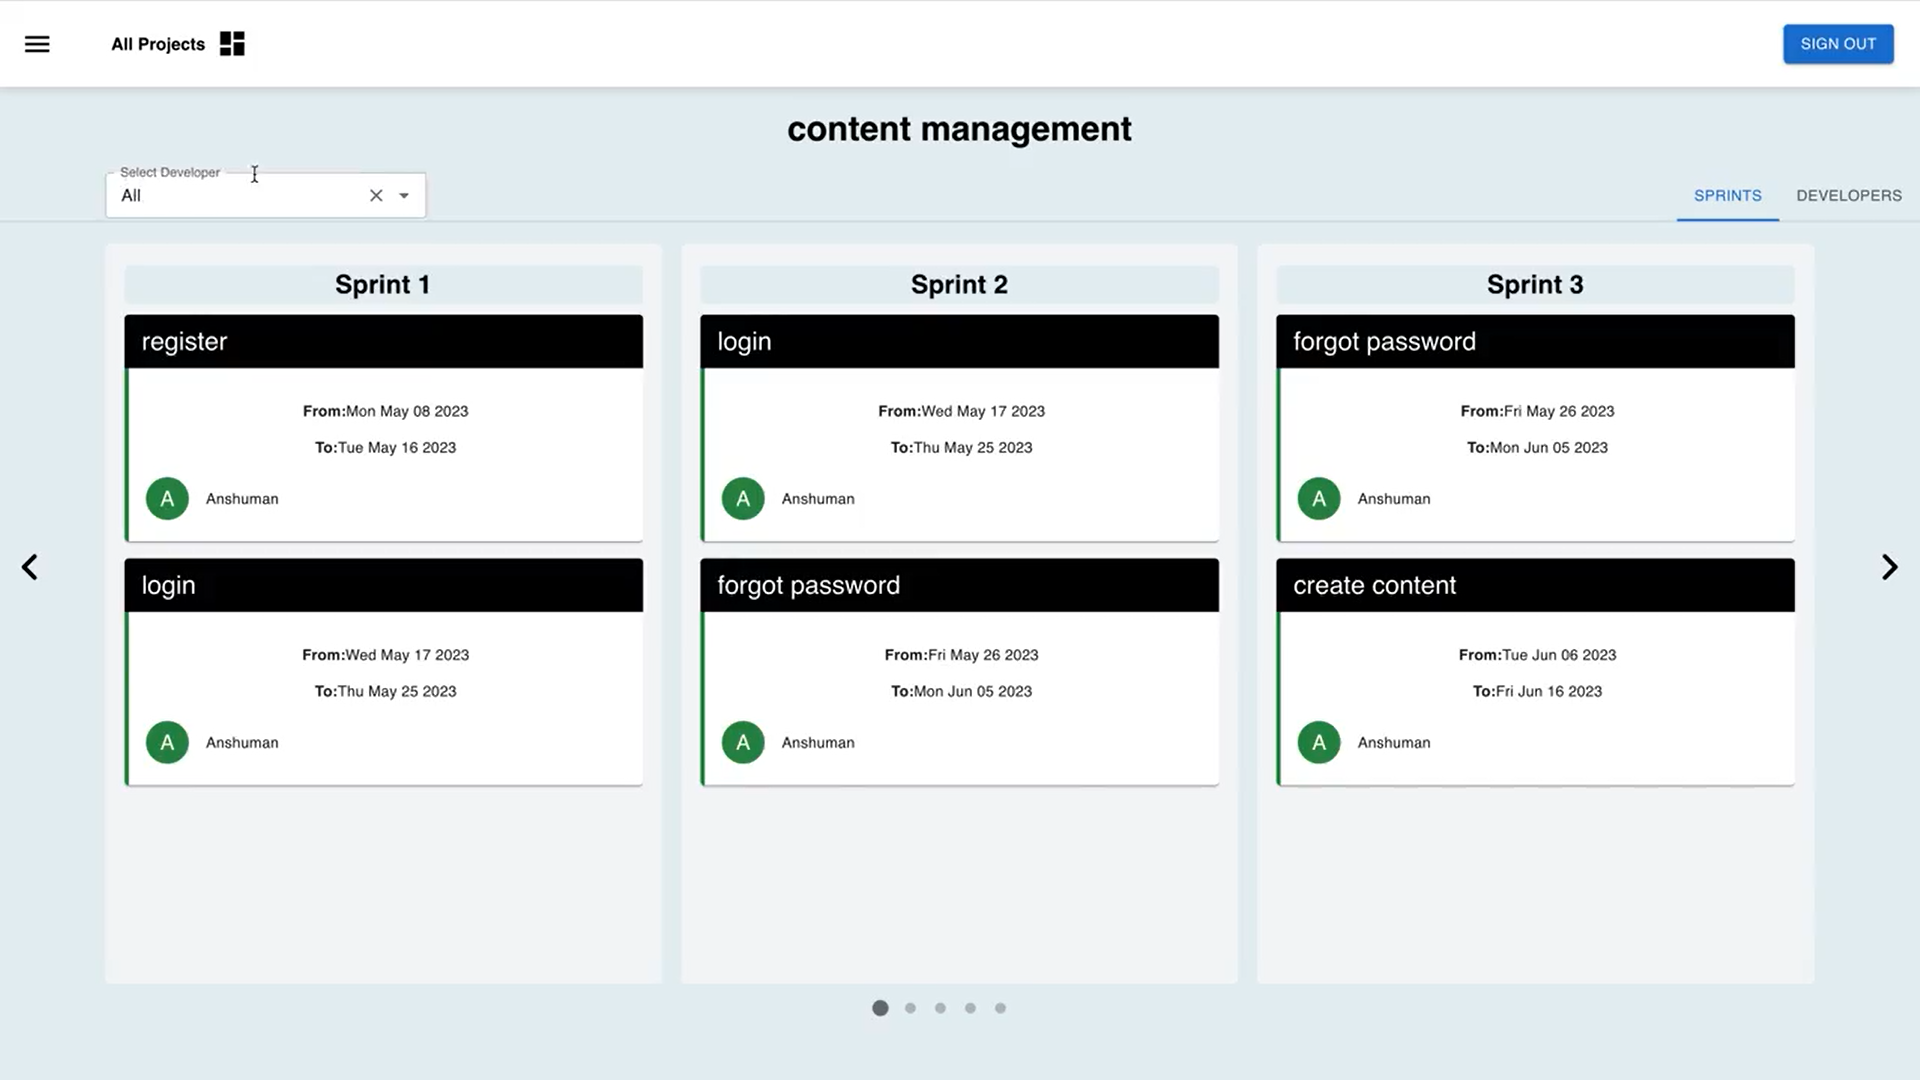 All Projects
SIGN OUT
content management
Select Developer
All
SPRINTS
DEVELOPERS
Sprint 1
register
From:Mon May 08 2023
To:Tue May 16 2023
A
Anshuman
login
From:Wed May 17 2023
To:Thu May 25 2023
A
Anshuman
Sprint 2
login
From:Wed May 17 2023
To:Thu May 25 2023
A
Anshuman
forgot password
From:Fri May 26 2023
To:Mon Jun 05 2023
A
Anshuman
Sprint 3
forgot password
From:Fri May 26 2023
To:Mon Jun 05 2023
A
Anshuman
create content
From:Tue Jun 06 2023
To:Fri Jun 16 2023
A
Anshuman